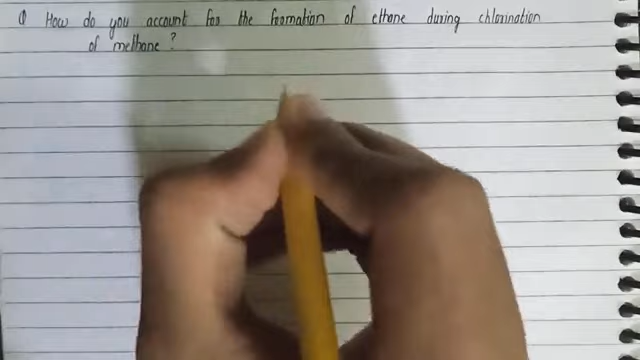 Q How do you account for the formation of ethane during chlorination
of methane ?